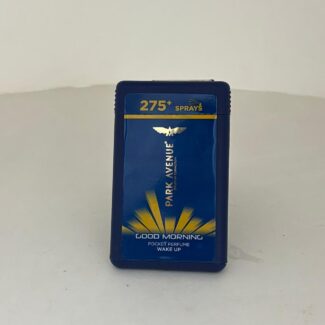 275+ SPRAYS
PARK AVENUE
GOOD MORNING
POCKET PERFUME
WAKE UP